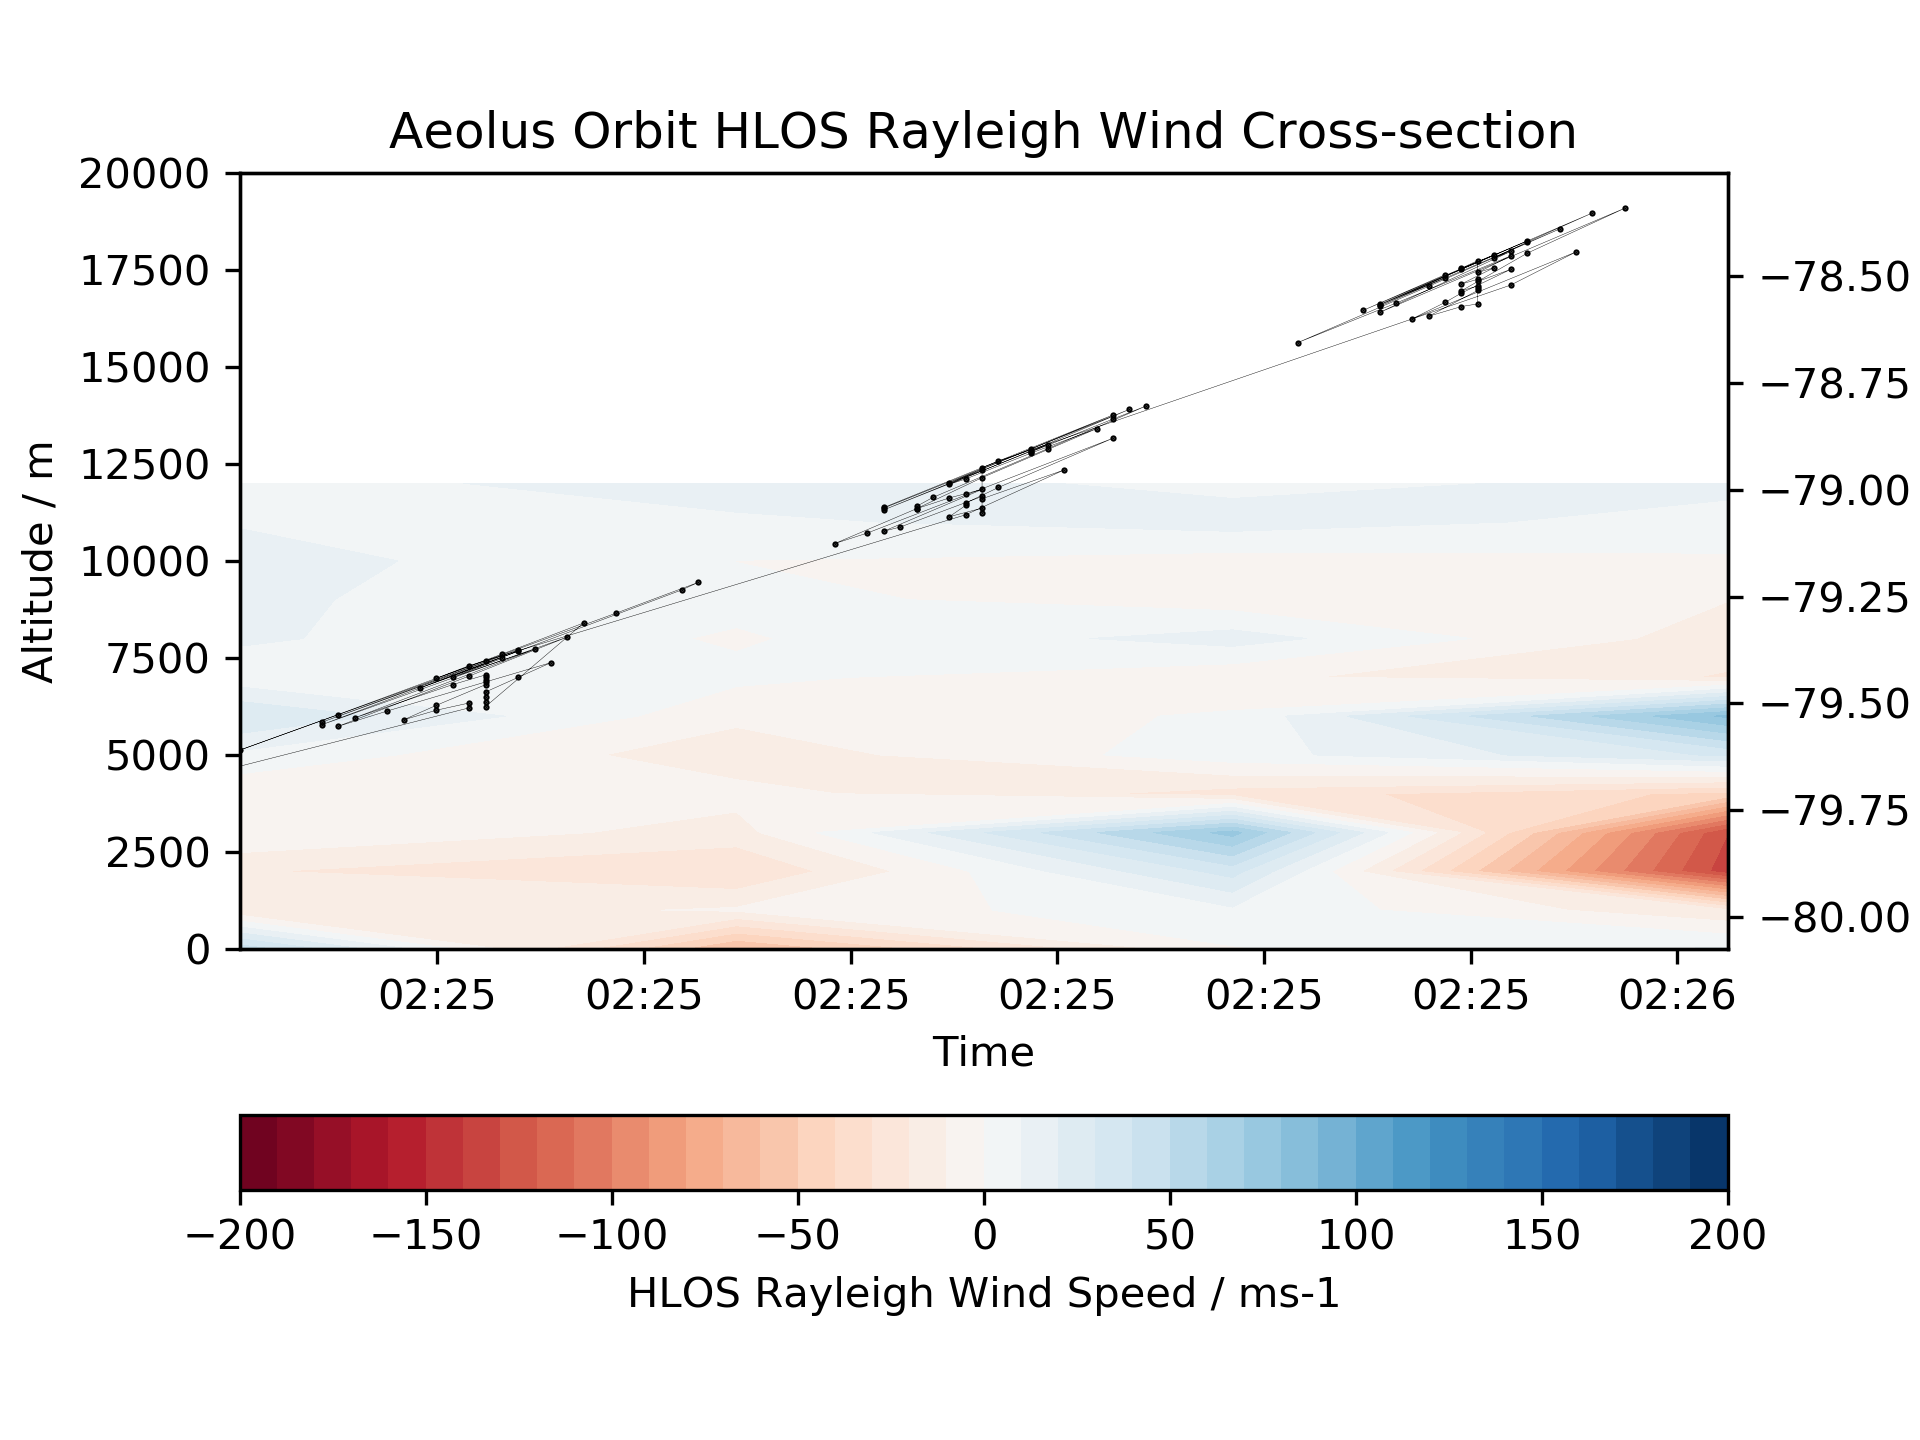 Aeolus Orbit HLOS Rayleigh Wind Cross-section
20000
17500
15000
12500
10000
7500
5000
2500
0
Altitude / m
−78.50
−78.75
−79.00
−79.25
−79.50
−79.75
−80.00
02:25 02:25 02:25 02:25 02:25 02:25 02:26
Time
−200 −150 −100 −50 0 50 100 150 200
HLOS Rayleigh Wind Speed / ms-1